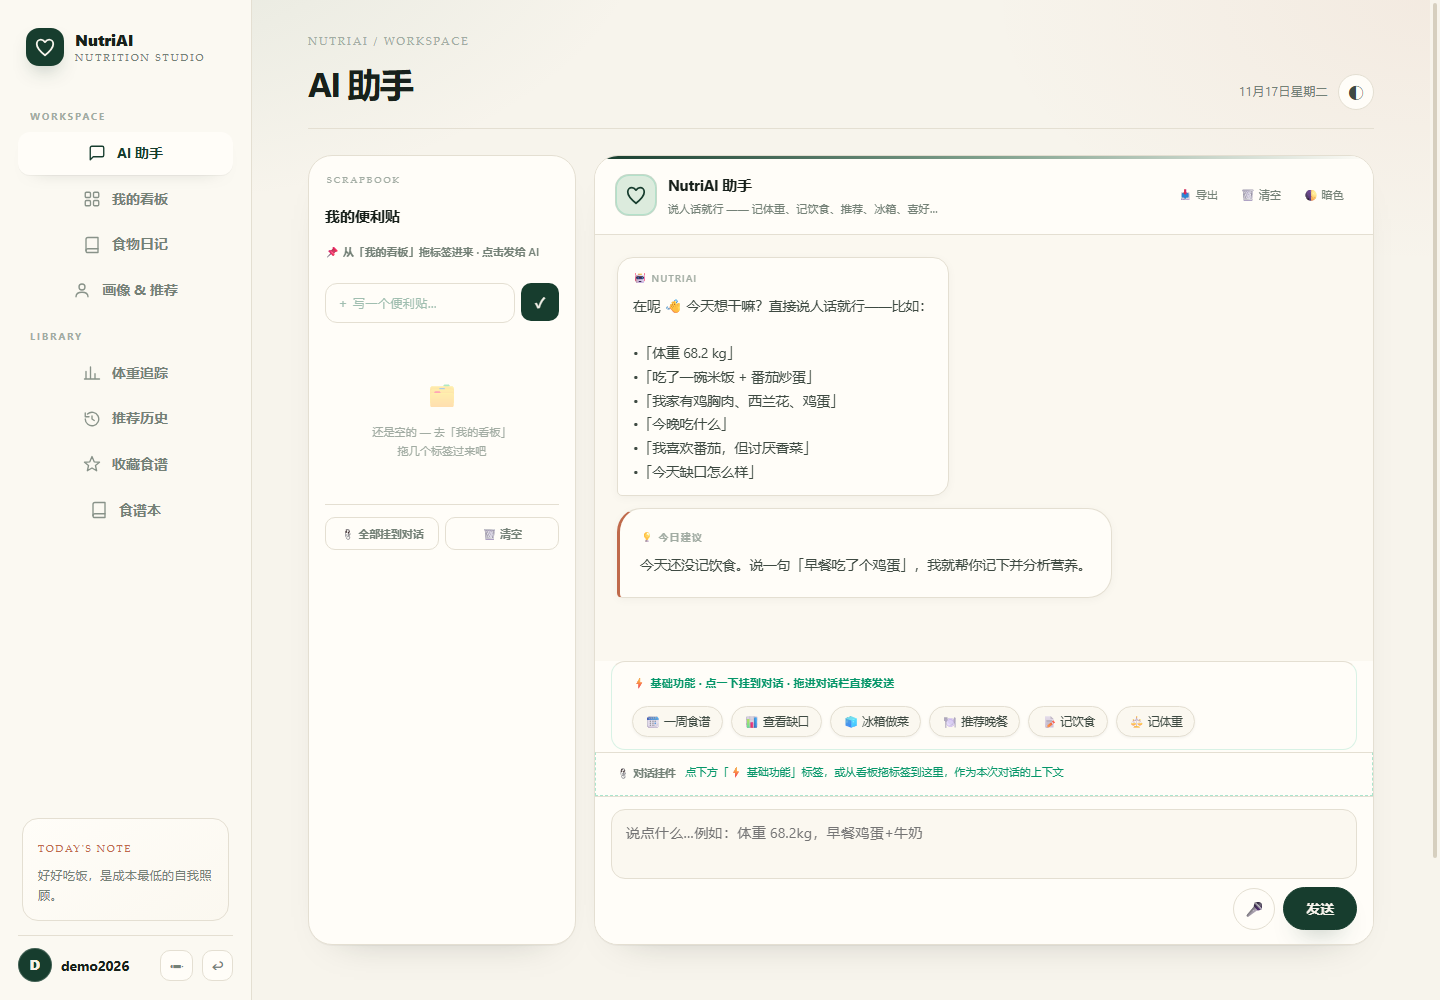 NutriAI
NUTRITION STUDIO
WORKSPACE
AI 助手
我的看板
食物日记
画像 & 推荐
LIBRARY
体重追踪
推荐历史
收藏食谱
食谱本
TODAY'S NOTE
好好吃饭，是成本最低的自我照
顾。
D demo2026
NUTRIAI / WORKSPACE
AI 助手
11月17日星期二
SCRAPBOOK
我的便利贴
从「我的看板」拖标签进来 · 点击发给 AI
+ 写一个便利贴...
还是空的 — 去「我的看板」
拖几个标签过来吧
全部挂到对话 清空
NutriAI 助手
说人话就行 —— 记体重、记饮食、推荐、冰箱、喜好...
导出 清空 暗色
NUTRIAI
在呢 👋 今天想干嘛？直接说人话就行——比如：
•「体重 68.2 kg」
•「吃了一碗米饭 + 番茄炒蛋」
•「我家有鸡胸肉、西兰花、鸡蛋」
•「今晚吃什么」
•「我喜欢番茄，但讨厌香菜」
•「今天缺口怎么样」
今日建议
今天还没记饮食。说一句「早餐吃了个鸡蛋」，我就帮你记下并分析营养。
基础功能 · 点一下挂到对话 · 拖进对话栏直接发送
一周食谱 查看缺口 冰箱做菜 推荐晚餐 记饮食 记体重
对话挂件 点下方「⚡ 基础功能」标签，或从看板拖标签到这里，作为本次对话的上下文
说点什么...例如：体重 68.2kg，早餐鸡蛋+牛奶
发送